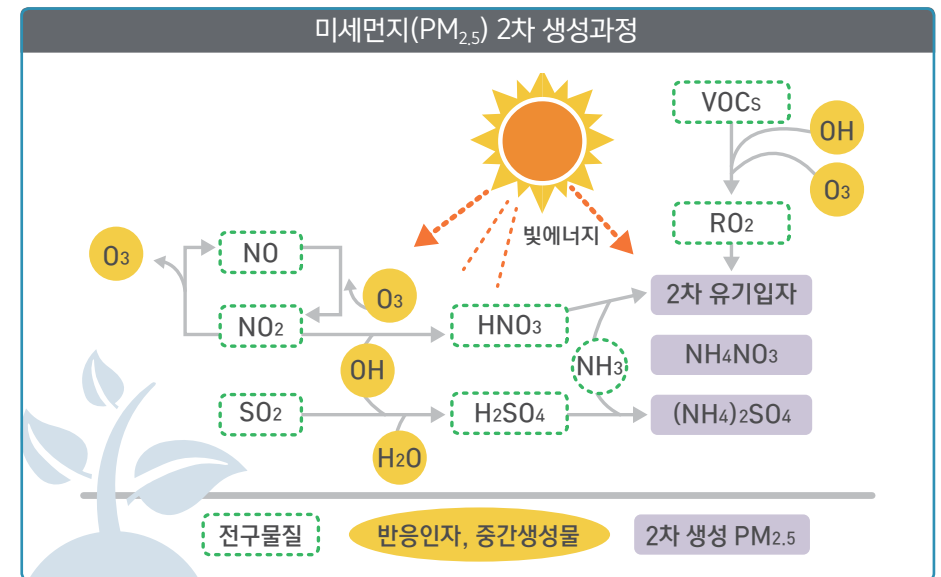 미세먼지(PM2.5) 2차 생성과정
VOCs
OH
O3
빛에너지
RO2
O3
NO
O3
2차 유기입자
NO2
HNO3
NH4NO3
OH
NH3
SO2
H2SO4
(NH4)2SO4
H2O
전구물질
반응인자, 중간생성물
2차 생성 PM2.5